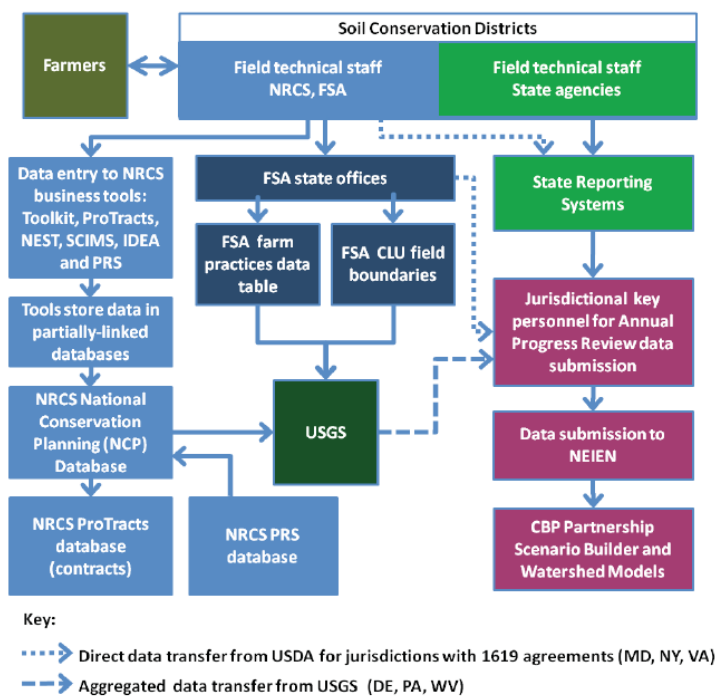 Soil Conservation Districts
Farmers
Field technical staff
NRCS, FSA
Field technical staff
State agencies
Data entry to NRCS
business tools:
Toolkit, ProTracts,
NEST, SCIMS, IDEA
and PRS
FSA state offices
State Reporting
Systems
FSA farm
practices data
table
FSA CLU field
boundaries
Tools store data in
partially-linked
databases
Jurisdictional key
personnel for Annual
Progress Review data
submission
NRCS National
Conservation
Planning (NCP)
Database
USGS
Data submission to
NEIEN
NRCS ProTracts
database
(contracts)
NRCS PRS
database
CBP Partnership
Scenario Builder and
Watershed Models
Key:
Direct data transfer from USDA for jurisdictions with 1619 agreements (MD, NY, VA)
Aggregated data transfer from USGS (DE, PA, WV)